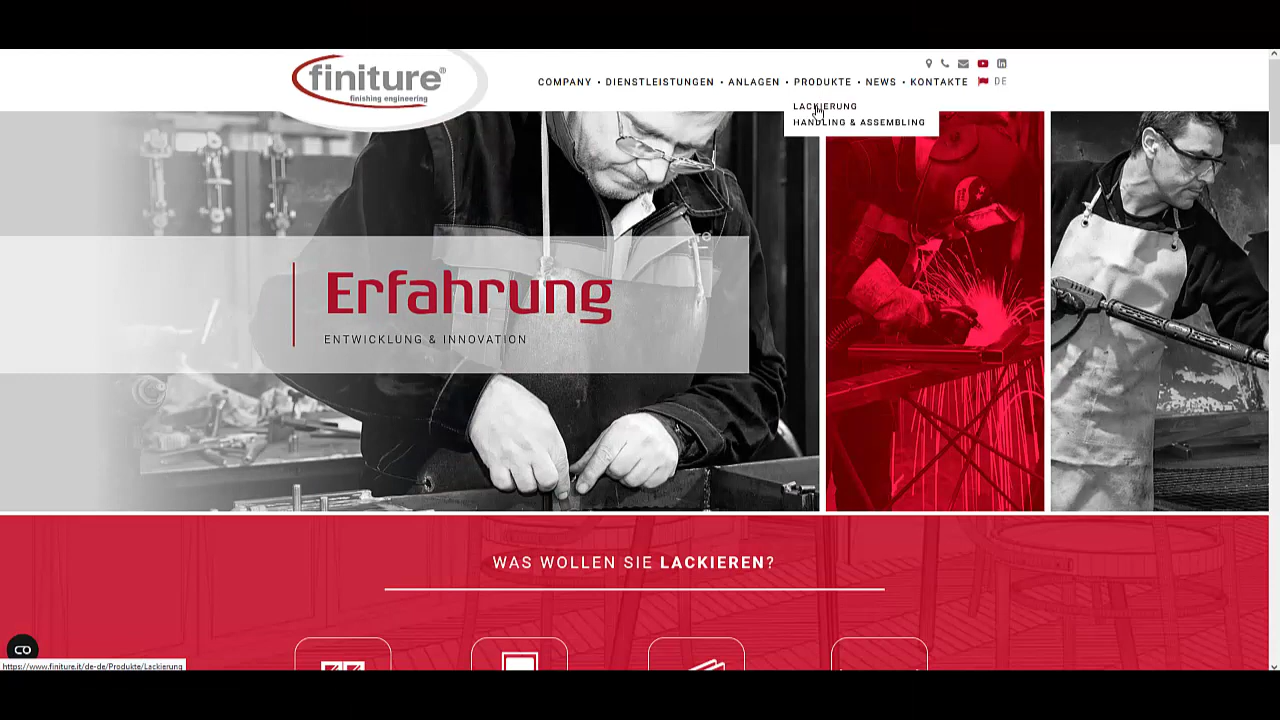 finiture®
finishing engineering
COMPANY • DIENSTLEISTUNGEN • ANLAGEN • PRODUKTE • NEWS • KONTAKTE DE
LACKIERUNG
HANDLING & ASSEMBLING
Erfahrung
ENTWICKLUNG & INNOVATION
WAS WOLLEN SIE LACKIEREN?
https://www.finiture.it/de-de/Produkte/Lackierung